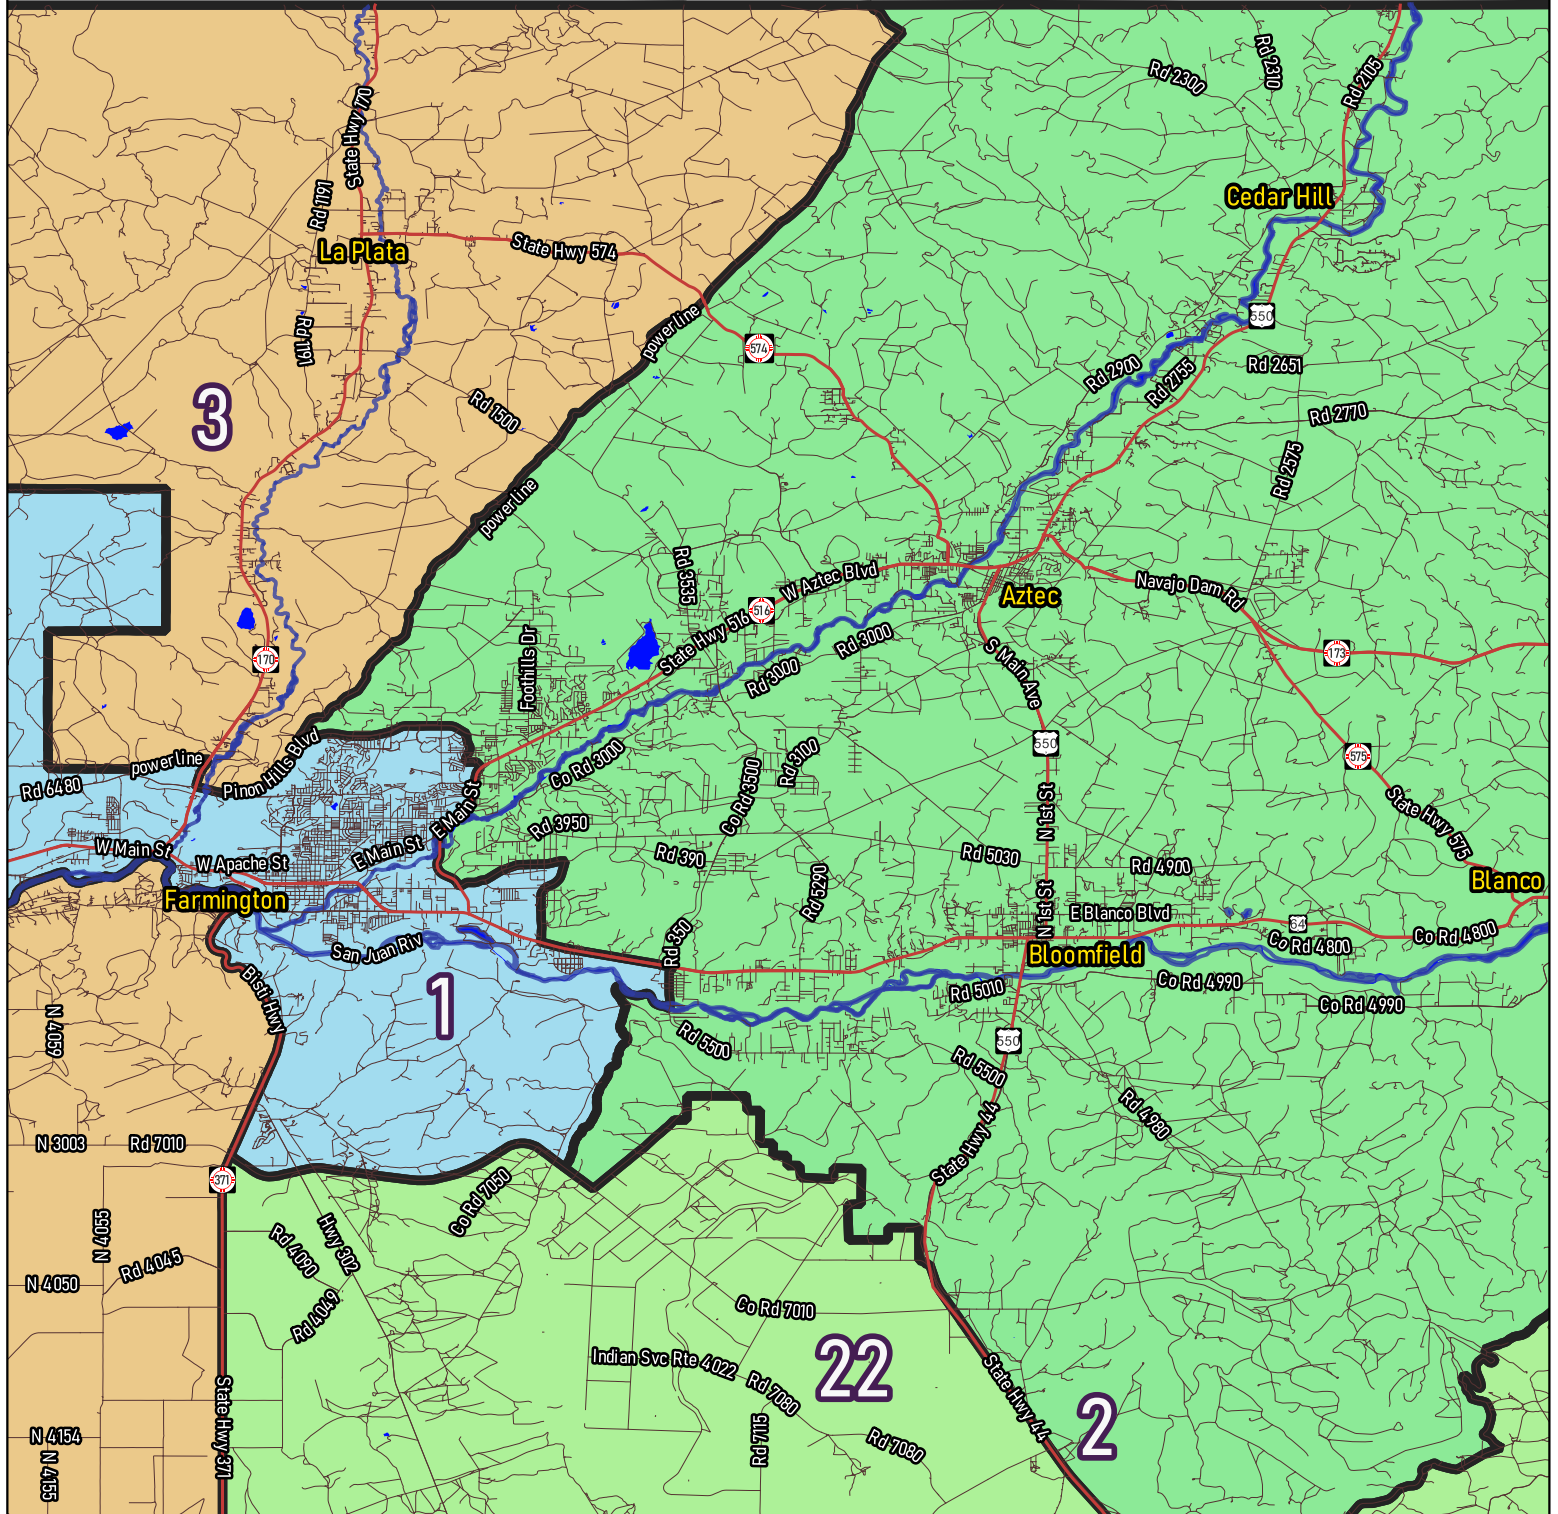 Rd 2310
Rd 2300
Rd 2105
State Hwy 170
Rd 1191
Cedar Hill
La Plata
State Hwy 574
550
Rd 1191
powerline
574
Rd 2651
Rd 2900
Rd 2755
3
Rd 1500
Rd 2770
Rd 2575
powerline
Rd 3535
W Aztec Blvd
Navajo Dam Rd
Aztec
516
State Hwy 516
Rd 3000
173
170
Foothills Dr
S Main Ave
Rd 3000
Pinon Hills Blvd
550
575
powerline
Co Rd 3000
Rd 3100
Rd 6480
Co Rd 3500
E Main St
N 1st St
State Hwy 575
Rd 3950
W Main St
E Main St
Rd 390
Rd 5030
Rd 4900
W Apache St
Blanco
Farmington
Rd 5290
N 1st St
E Blanco Blvd
64
San Juan Riv
Rd 350
Co Rd 4800
Co Rd 4800
Bloomfield
Bisti Hwy
1
Rd 5010
Co Rd 4990
Co Rd 4990
N 4059
Rd 5500
550
Rd 5500
Rd 4980
State Hwy 44
N 3003
Rd 7010
371
Co Rd 7050
N 4055
Hwy 302
Rd 4090
Rd 4045
N 4050
Rd 4049
Co Rd 7010
Indian Svc Rte 4022
22
Rd 7080
State Hwy 44
2
State Hwy 371
Rd 7115
Rd 7080
N 4154
N 4155